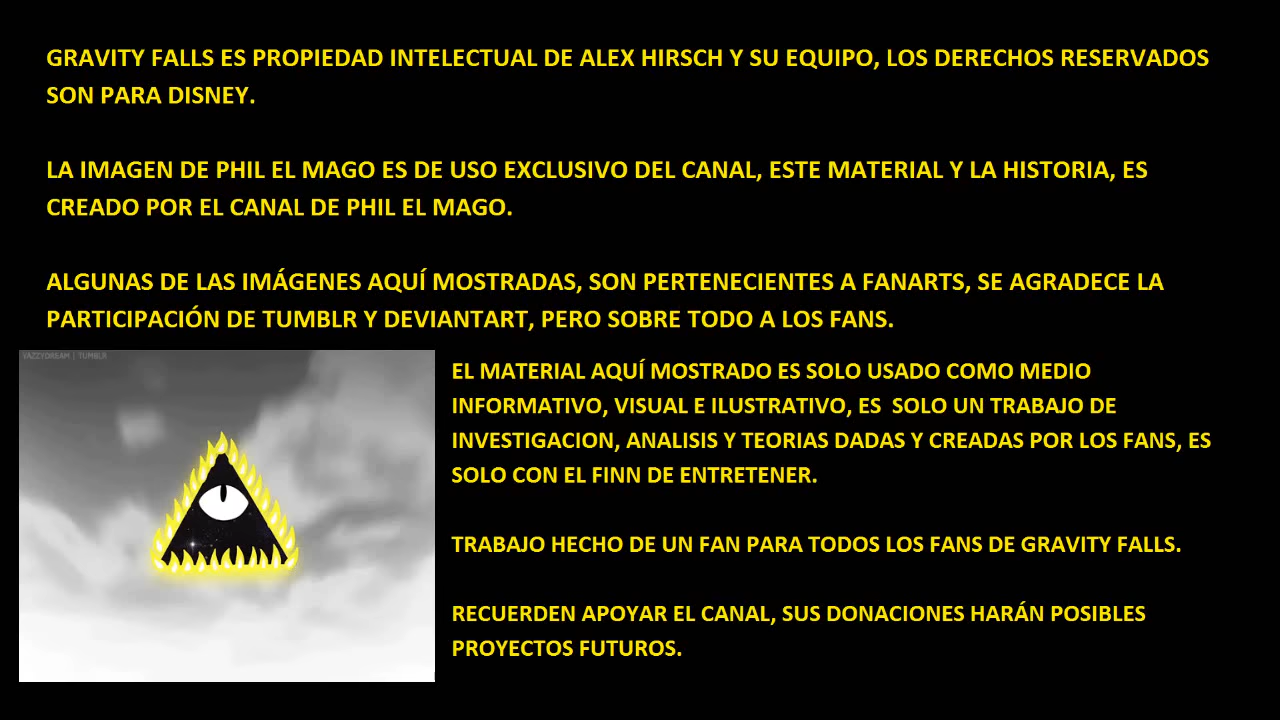 GRAVITY FALLS ES PROPIEDAD INTELECTUAL DE ALEX HIRSCH Y SU EQUIPO, LOS DERECHOS RESERVADOS
SON PARA DISNEY.
LA IMAGEN DE PHIL EL MAGO ES DE USO EXCLUSIVO DEL CANAL, ESTE MATERIAL Y LA HISTORIA, ES
CREADO POR EL CANAL DE PHIL EL MAGO.
ALGUNAS DE LAS IMÁGENES AQUÍ MOSTRADAS, SON PERTENECIENTES A FANARTS, SE AGRADECE LA
PARTICIPACIÓN DE TUMBLR Y DEVIANTART, PERO SOBRE TODO A LOS FANS.
YAZZYDREAM | TUMBLR
EL MATERIAL AQUÍ MOSTRADO ES SOLO USADO COMO MEDIO
INFORMATIVO, VISUAL E ILUSTRATIVO, ES  SOLO UN TRABAJO DE
INVESTIGACION, ANALISIS Y TEORIAS DADAS Y CREADAS POR LOS FANS, ES
SOLO CON EL FINN DE ENTRETENER.
TRABAJO HECHO DE UN FAN PARA TODOS LOS FANS DE GRAVITY FALLS.
RECUERDEN APOYAR EL CANAL, SUS DONACIONES HARÁN POSIBLES
PROYECTOS FUTUROS.